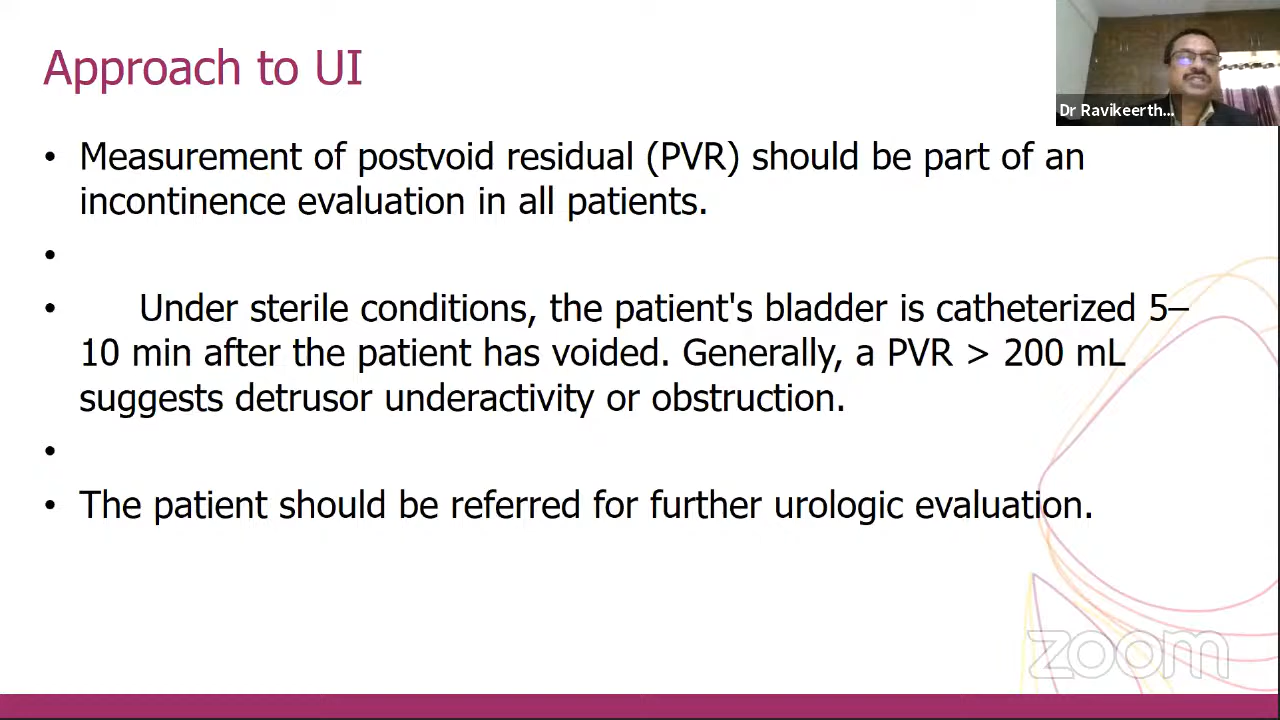 Approach to UI
Dr Ravikeerth...
• Measurement of postvoid residual (PVR) should be part of an
incontinence evaluation in all patients.
•
• Under sterile conditions, the patient's bladder is catheterized 5–
10 min after the patient has voided. Generally, a PVR > 200 mL
suggests detrusor underactivity or obstruction.
•
• The patient should be referred for further urologic evaluation.
zoom